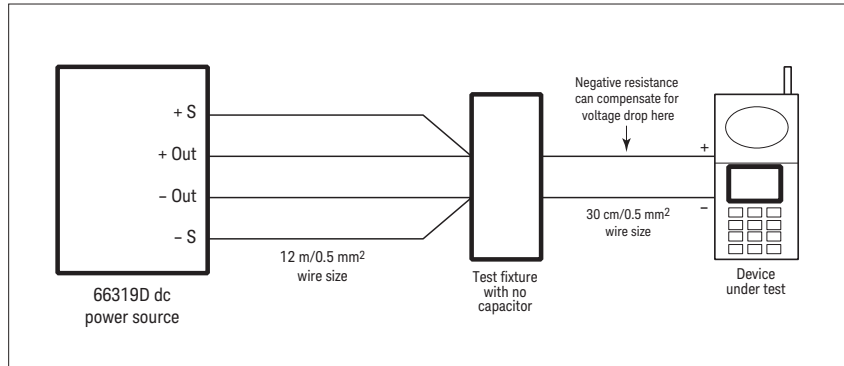 Negative resistance
can compensate for
voltage drop here
+ S
+ Out
– Out
– S
+
–
12 m/0.5 mm²
wire size
30 cm/0.5 mm²
wire size
66319D dc
power source
Test fixture
with no
capacitor
Device
under test